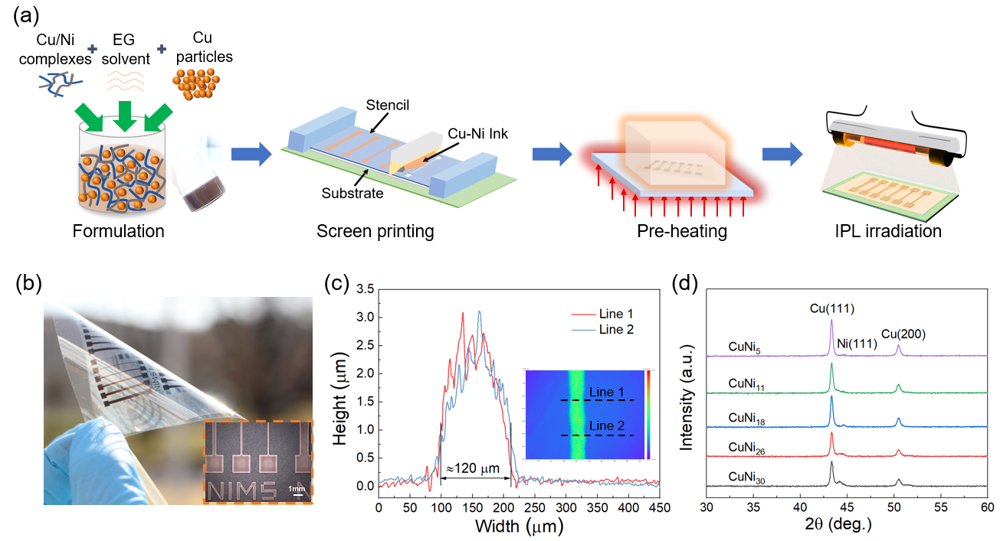 (a)
Cu/Ni
complexes
+
EG
solvent
+
Cu
particles
Formulation
Stencil
Cu-Ni Ink
Substrate
Screen printing
Pre-heating
IPL irradiation
(b)
NIMS
NIMS N
1mm
(c)
Height (μm)
3.5
3.0
2.5
2.0
1.5
1.0
0.5
0.0
Line 1
Line 2
Line 1
Line 2
≈120 μm
0 50 100 150 200 250 300 350 400 450
Width (μm)
(d)
Intensity (a.u.)
Cu(111)
Ni(111)
Cu(200)
CuNi₅
CuNi₁₁
CuNi₁₈
CuNi₂₆
CuNi₃₀
30 35 40 45 50 55 60
2θ (deg.)